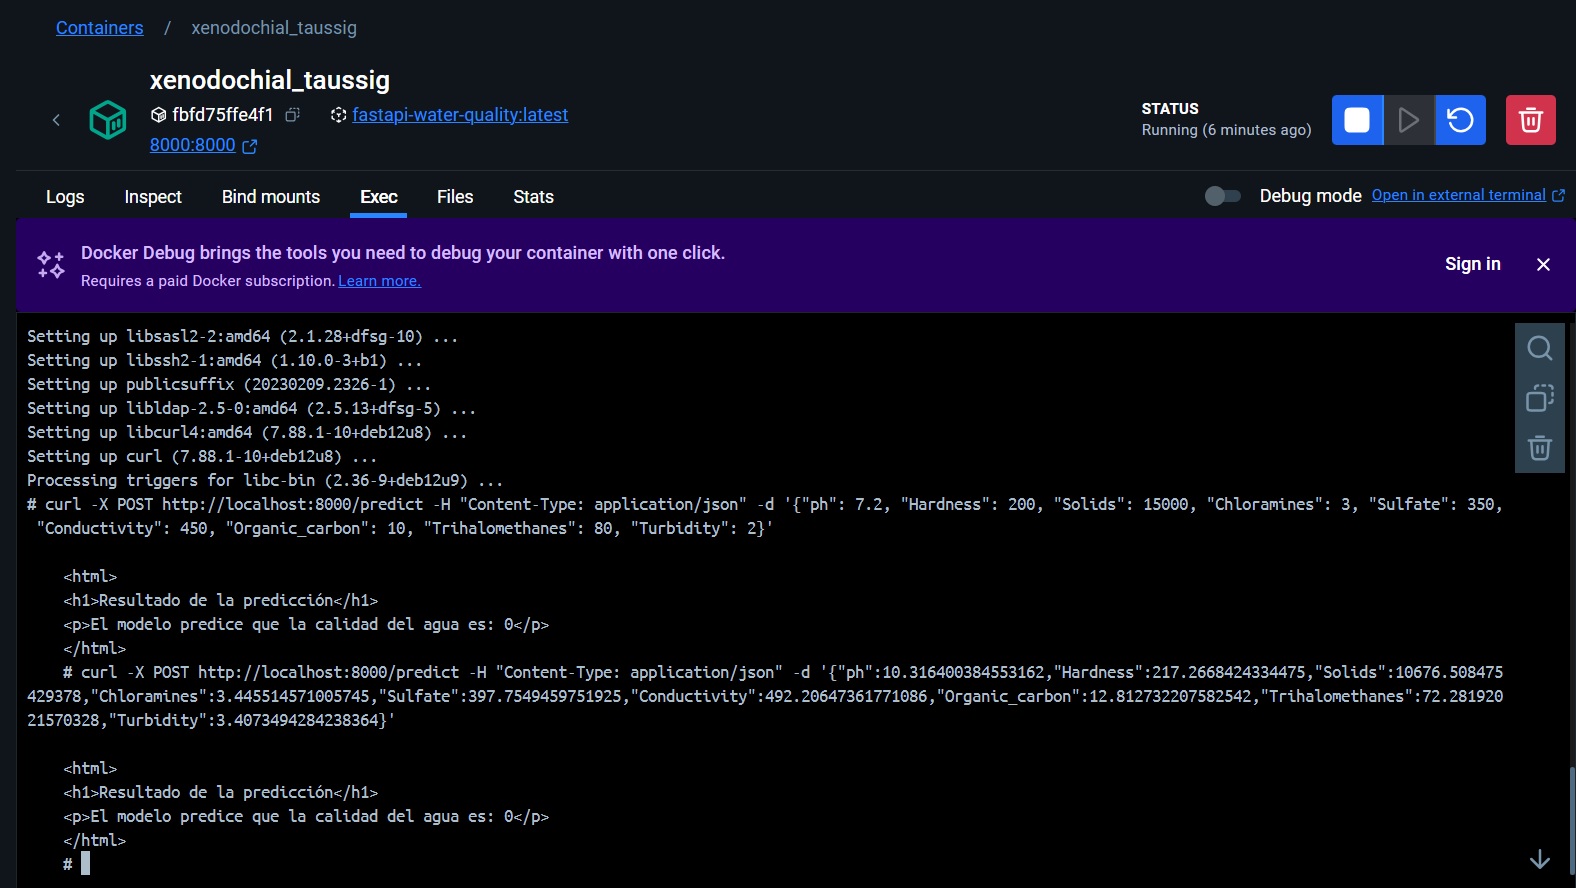 Containers / xenodochial_taussig
xenodochial_taussig
fbfd75ffe4f1 fastapi-water-quality:latest
8000:8000
STATUS
Running (6 minutes ago)
Logs Inspect Bind mounts Exec Files Stats
Debug mode Open in external terminal
Docker Debug brings the tools you need to debug your container with one click.
Requires a paid Docker subscription. Learn more.
Sign in
Setting up libsasl2-2:amd64 (2.1.28+dfsg-10) ...
Setting up libssh2-1:amd64 (1.10.0-3+b1) ...
Setting up publicsuffix (20230209.2326-1) ...
Setting up libldap-2.5-0:amd64 (2.5.13+dfsg-5) ...
Setting up libcurl4:amd64 (7.88.1-10+deb12u8) ...
Setting up curl (7.88.1-10+deb12u8) ...
Processing triggers for libc-bin (2.36-9+deb12u9) ...
# curl -X POST http://localhost:8000/predict -H "Content-Type: application/json" -d '{"ph": 7.2, "Hardness": 200, "Solids": 15000, "Chloramines": 3, "Sulfate": 350,
"Conductivity": 450, "Organic_carbon": 10, "Trihalomethanes": 80, "Turbidity": 2}'
<html>
<h1>Resultado de la predicción</h1>
<p>El modelo predice que la calidad del agua es: 0</p>
</html>
# curl -X POST http://localhost:8000/predict -H "Content-Type: application/json" -d '{"ph":10.316400384553162,"Hardness":217.2668424334475,"Solids":10676.508475
429378,"Chloramines":3.445514571005745,"Sulfate":397.7549459751925,"Conductivity":492.20647361771086,"Organic_carbon":12.812732207582542,"Trihalomethanes":72.281920
21570328,"Turbidity":3.4073494284238364}'
<html>
<h1>Resultado de la predicción</h1>
<p>El modelo predice que la calidad del agua es: 0</p>
</html>
#